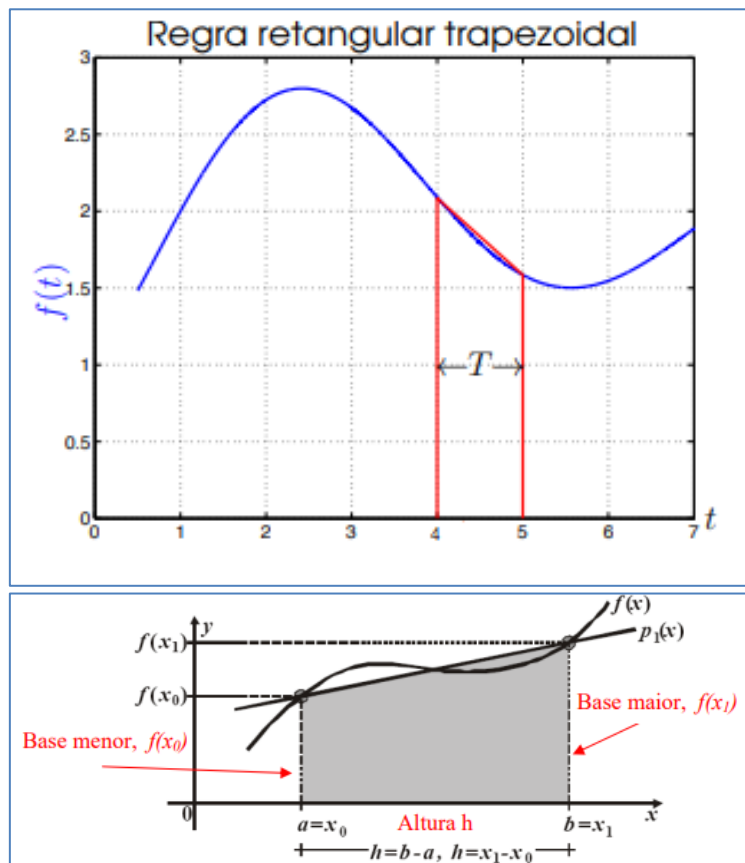 Regra retangular trapezoidal
3
2.5
2
1.5
1
0.5
0
f(t)
T
0 1 2 3 4 5 6 7 t
y
f(x)
p₁(x)
f(x₁)
f(x₀)
Base maior, f(x₁)
Base menor, f(x₀)
0 a=x₀ Altura h b=x₁ x
h=b-a, h=x₁-x₀